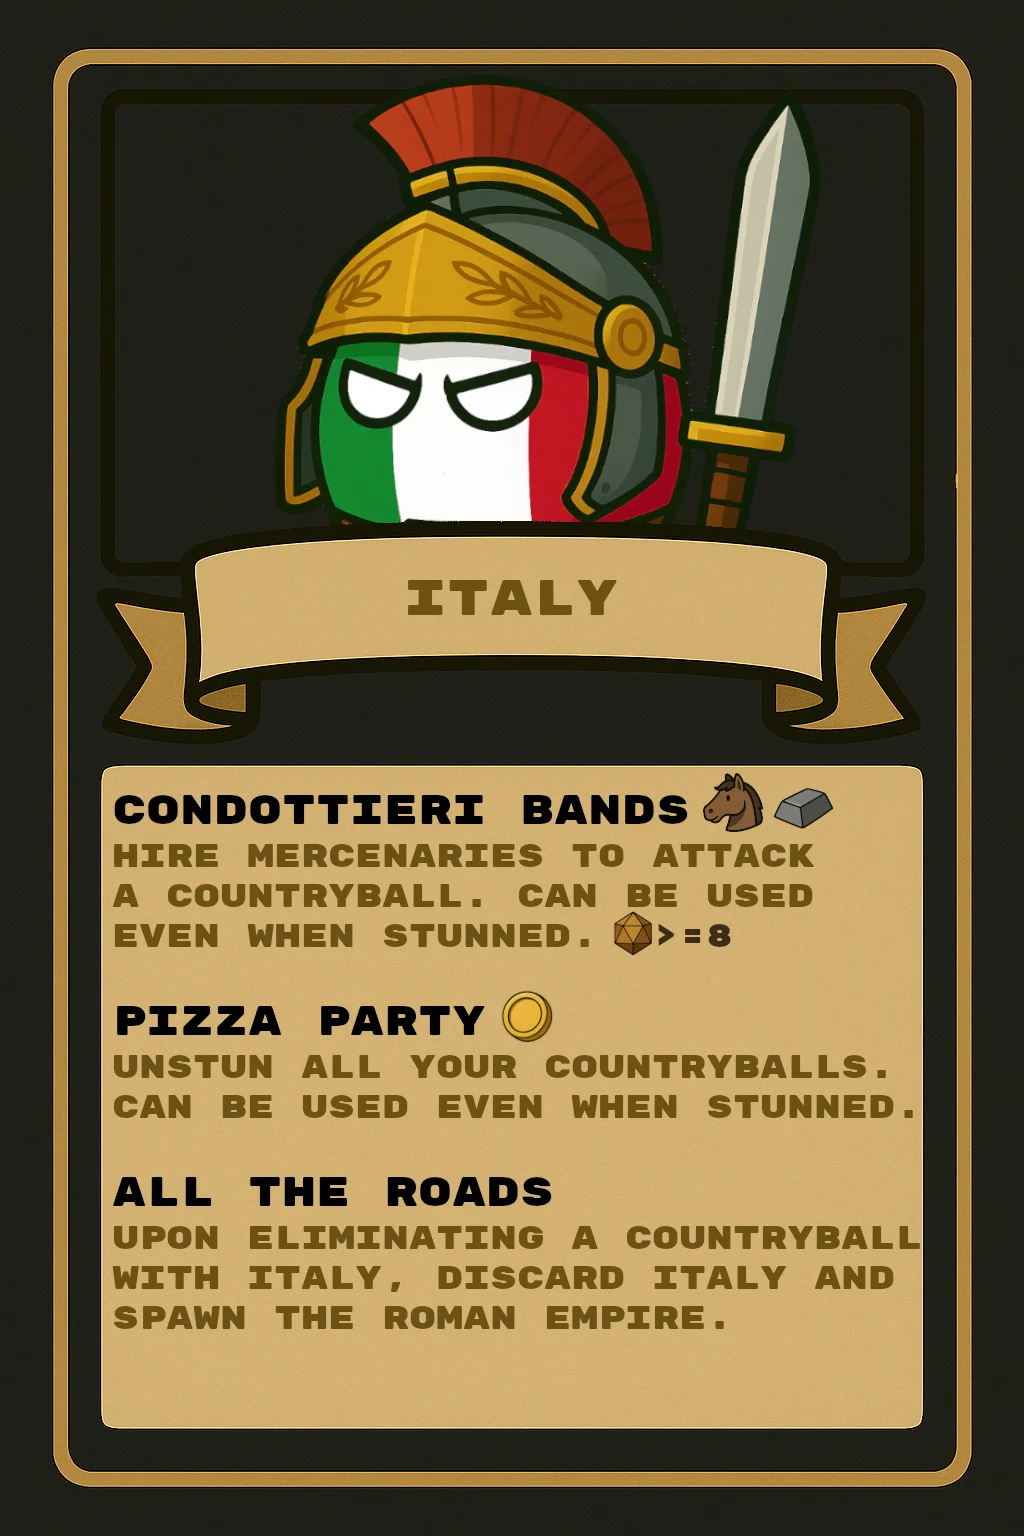 ITALY
CONDOTTIERI BANDS
HIRE MERCENARIES TO ATTACK
A COUNTRYBALL. CAN BE USED
EVEN WHEN STUNNED. >=8
PIZZA PARTY
UNSTUN ALL YOUR COUNTRYBALLS.
CAN BE USED EVEN WHEN STUNNED.
ALL THE ROADS
UPON ELIMINATING A COUNTRYBALL
WITH ITALY, DISCARD ITALY AND
SPAWN THE ROMAN EMPIRE.